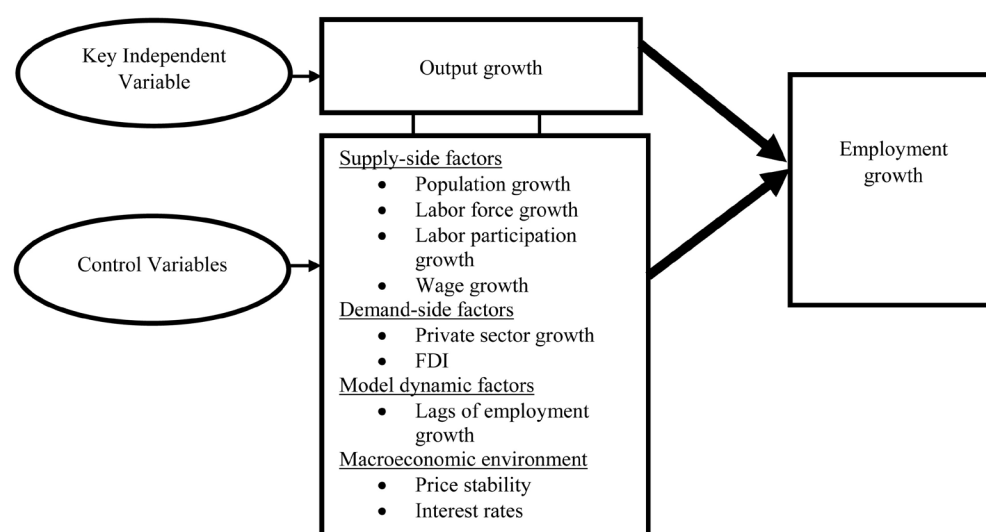 Key Independent
Variable
Output growth
Employment
growth
Control Variables
Supply-side factors
• Population growth
• Labor force growth
• Labor participation
growth
• Wage growth
Demand-side factors
• Private sector growth
• FDI
Model dynamic factors
• Lags of employment
growth
Macroeconomic environment
• Price stability
• Interest rates